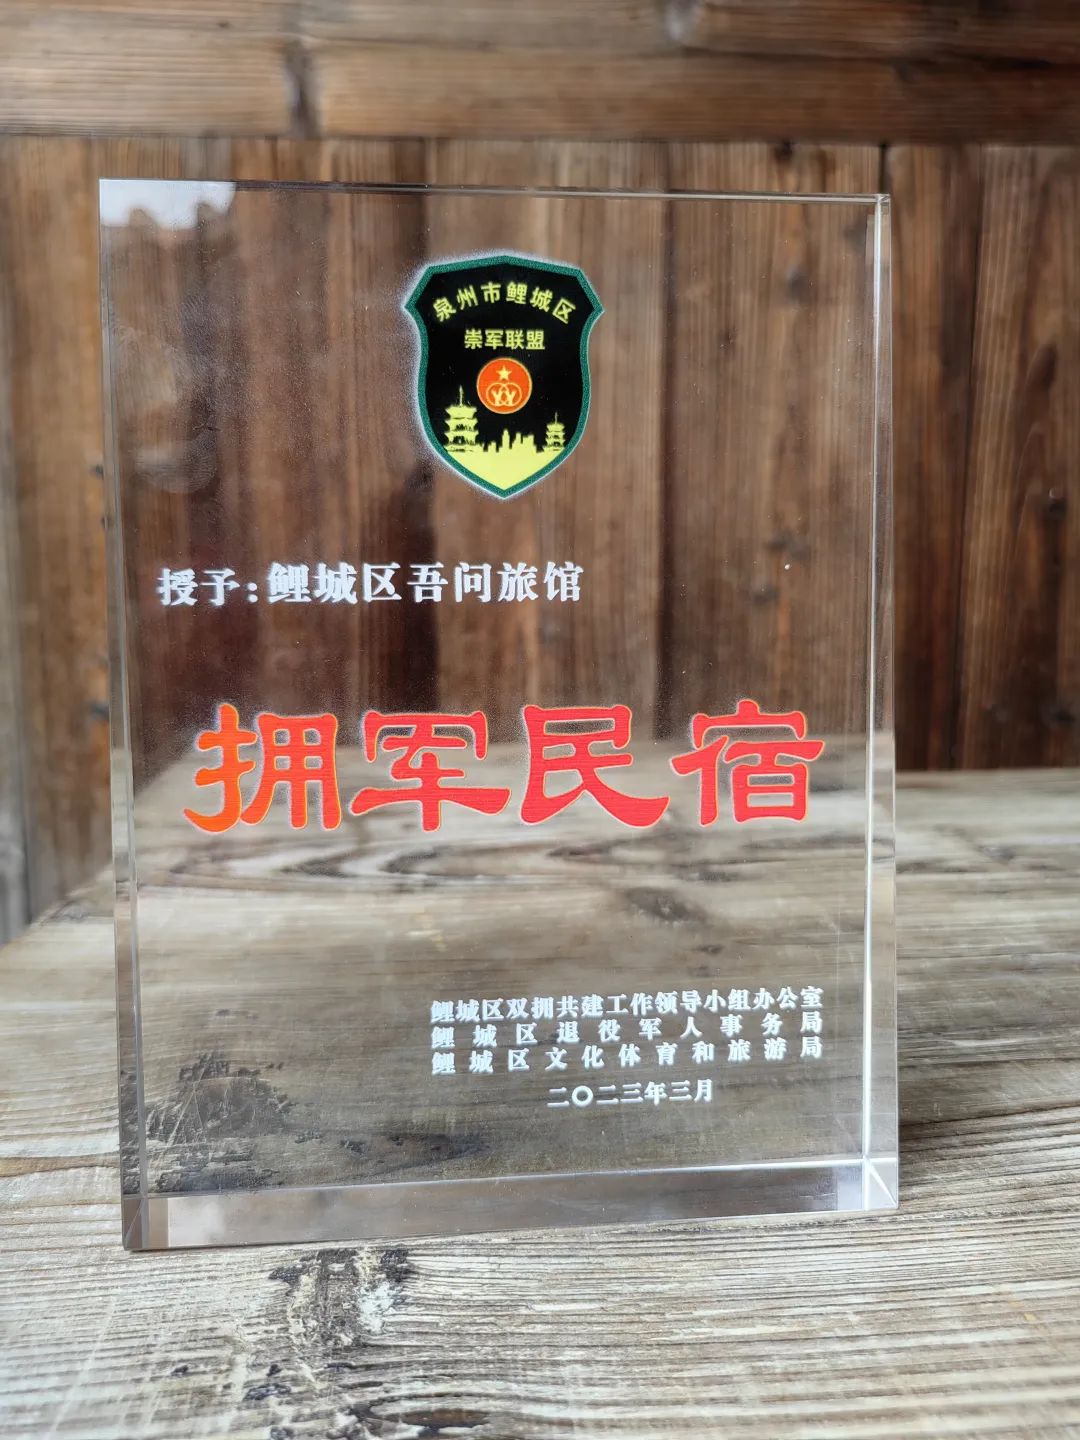 泉州市鲤城区
崇军联盟
授予:鲤城区吾问旅馆
拥军民宿
鲤城区双拥共建工作领导小组办公室
鲤城区退役军人事务局
鲤城区文化体育和旅游局
二〇二三年三月